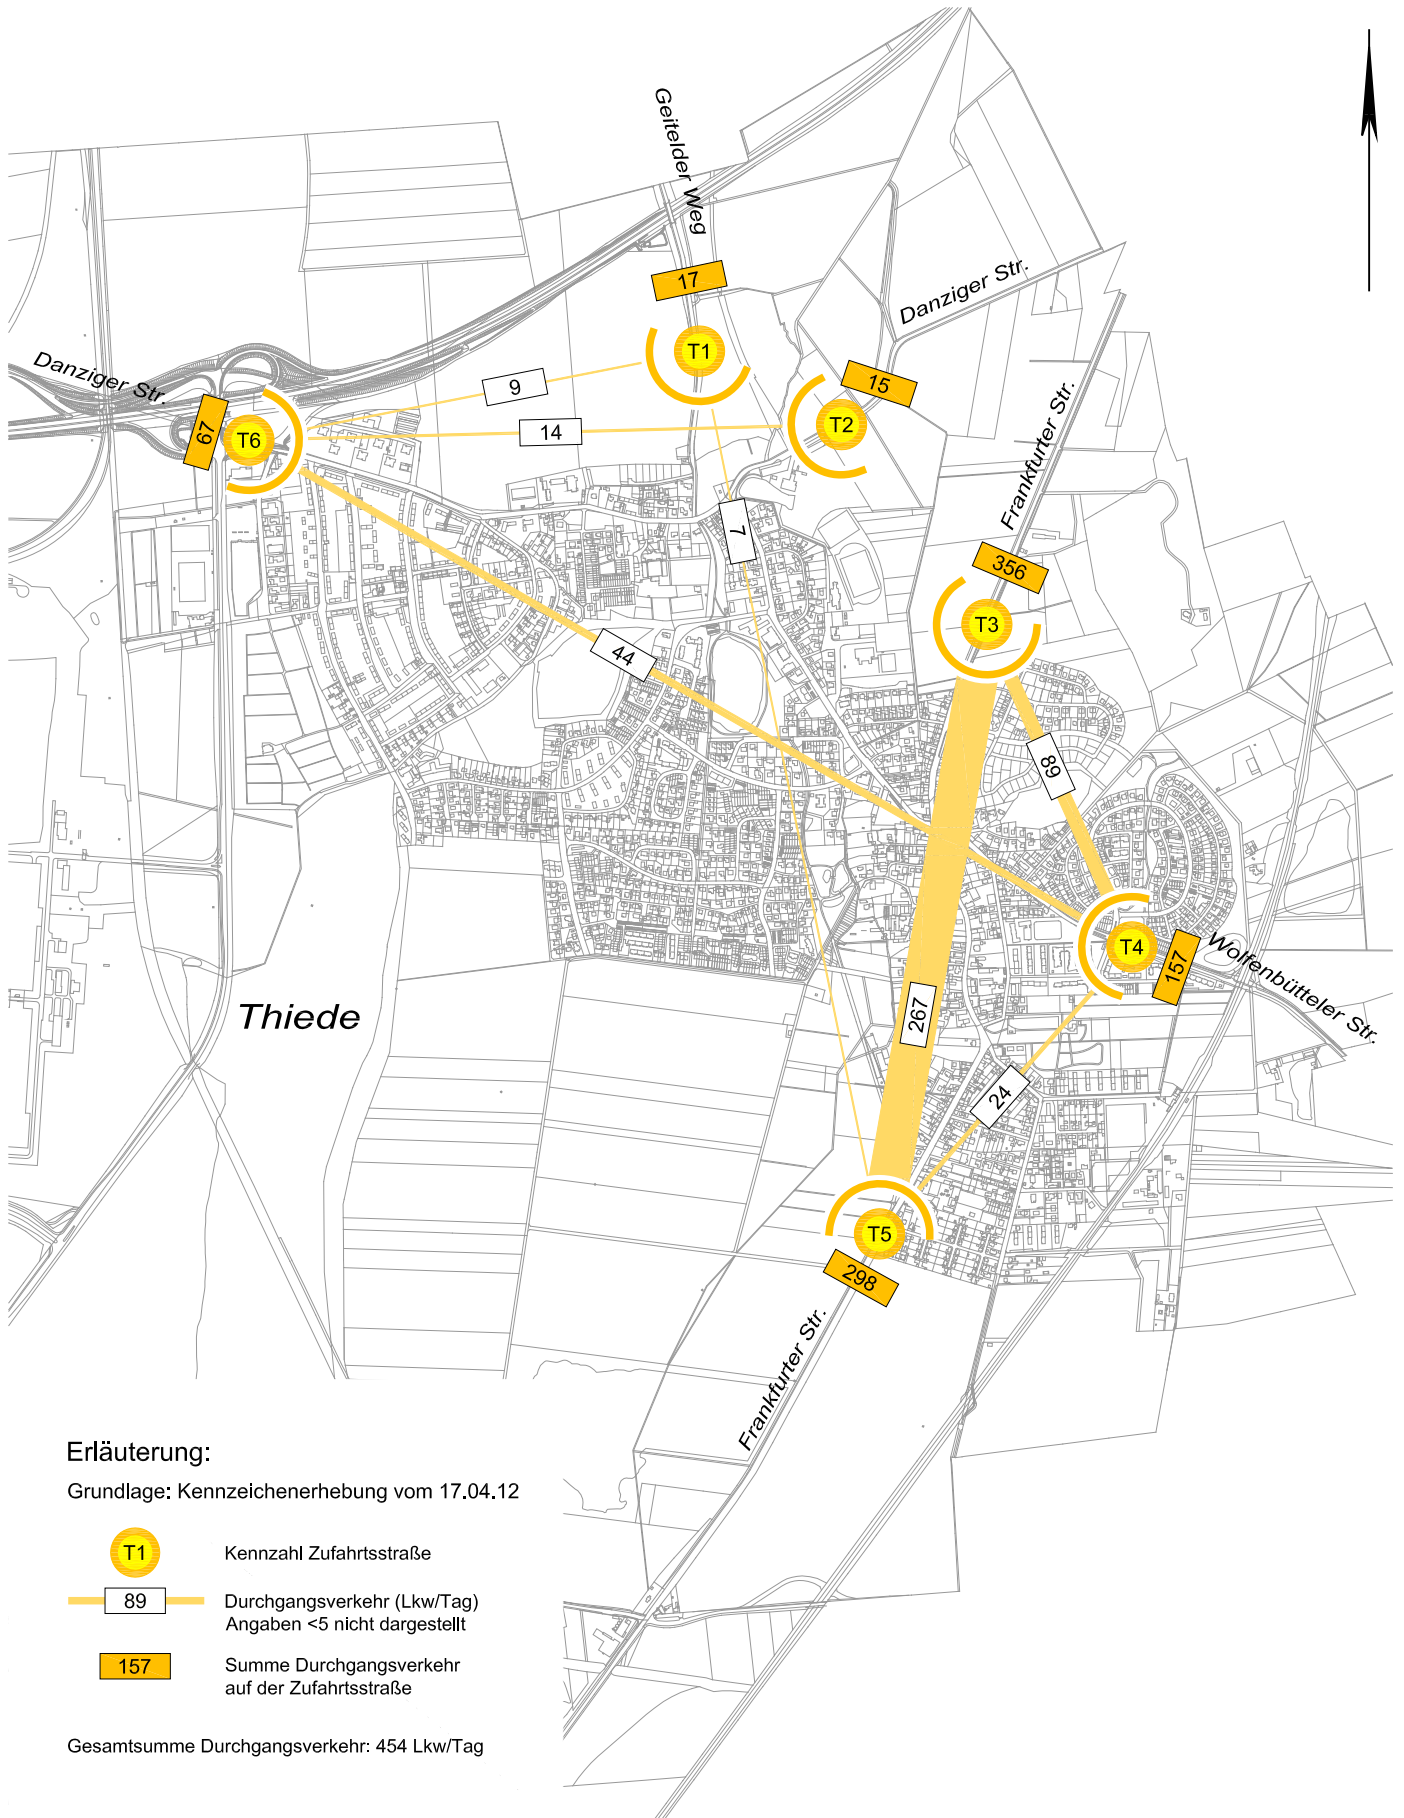 Geitelder Weg
17
T1
Danziger Str.
Danziger Str.
15
T2
9
67
T6
14
Frankfurter Str.
7
356
T3
44
89
T4
157
Wolfenbütteler Str.
Thiede
267
24
T5
298
Frankfurter Str.
Erläuterung:
Grundlage: Kennzeichenerhebung vom 17.04.12
T1
Kennzahl Zufahrtsstraße
89
Durchgangsverkehr (Lkw/Tag)
Angaben <5 nicht dargestellt
157
Summe Durchgangsverkehr
auf der Zufahrtsstraße
Gesamtsumme Durchgangsverkehr: 454 Lkw/Tag